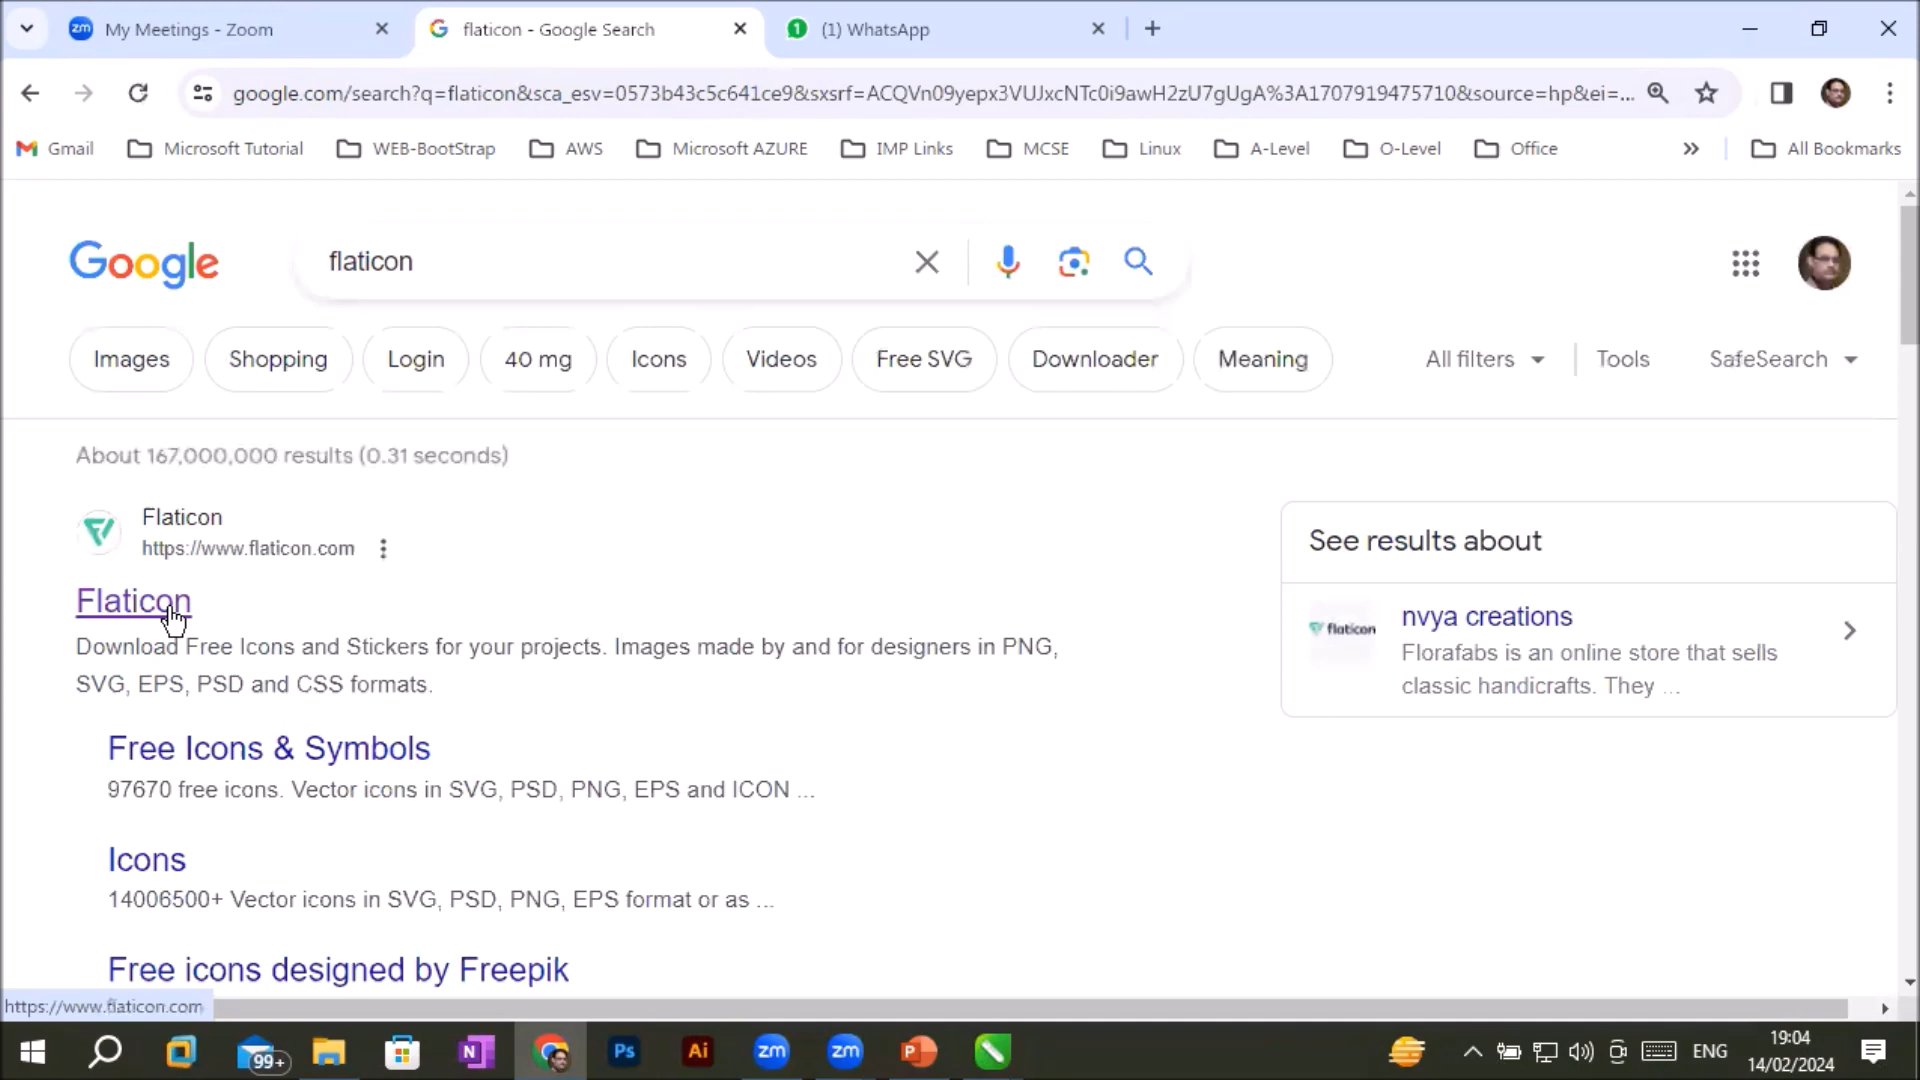 My Meetings - Zoom
flaticon - Google Search
(1) WhatsApp
google.com/search?q=flaticon&sca_esv=0573b43c5c641ce9&sxsrf=ACQVn09yepx3VUJxcNTc0i9awH2zU7gUgA%3A1707919475710&source=hp&ei=...
Gmail
Microsoft Tutorial
WEB-BootStrap
AWS
Microsoft AZURE
IMP Links
MCSE
Linux
A-Level
O-Level
Office
All Bookmarks
Google
flaticon
Images
Shopping
Login
40 mg
Icons
Videos
Free SVG
Downloader
Meaning
All filters
Tools
SafeSearch
About 167,000,000 results (0.31 seconds)
Flaticon
https://www.flaticon.com
Flaticon
Download Free Icons and Stickers for your projects. Images made by and for designers in PNG,
SVG, EPS, PSD and CSS formats.
Free Icons & Symbols
97670 free icons. Vector icons in SVG, PSD, PNG, EPS and ICON ...
Icons
14006500+ Vector icons in SVG, PSD, PNG, EPS format or as ...
Free icons designed by Freepik
See results about
flaticon
nvya creations
Florafabs is an online store that sells
classic handicrafts. They ...
https://www.flaticon.com
99+
N
Ps
Ai
zm
zm
P
ENG
19:04
14/02/2024